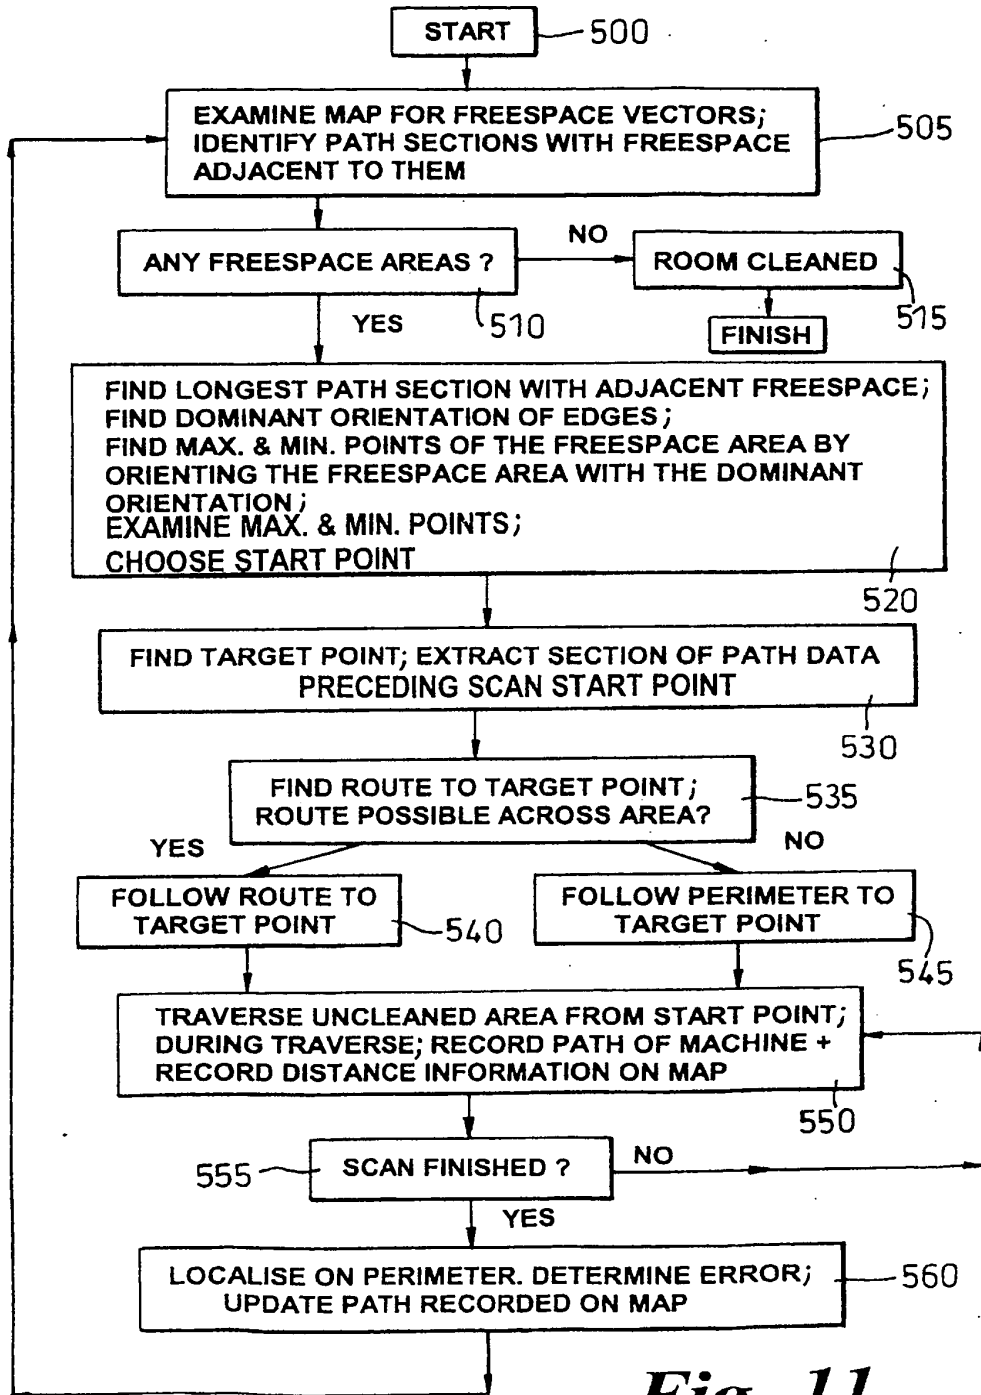 START
500
EXAMINE MAP FOR FREESPACE VECTORS;
IDENTIFY PATH SECTIONS WITH FREESPACE
ADJACENT TO THEM
505
ANY FREESPACE AREAS ?
510
NO
ROOM CLEANED
515
YES
FINISH
FIND LONGEST PATH SECTION WITH ADJACENT FREESPACE;
FIND DOMINANT ORIENTATION OF EDGES;
FIND MAX. & MIN. POINTS OF THE FREESPACE AREA BY
ORIENTING THE FREESPACE AREA WITH THE DOMINANT
ORIENTATION;
EXAMINE MAX. & MIN. POINTS;
CHOOSE START POINT
520
FIND TARGET POINT; EXTRACT SECTION OF PATH DATA
PRECEDING SCAN START POINT
530
FIND ROUTE TO TARGET POINT;
ROUTE POSSIBLE ACROSS AREA?
535
YES
NO
FOLLOW ROUTE TO
TARGET POINT
540
FOLLOW PERIMETER TO
TARGET POINT
545
TRAVERSE UNCLEANED AREA FROM START POINT;
DURING TRAVERSE; RECORD PATH OF MACHINE +
RECORD DISTANCE INFORMATION ON MAP
550
555
SCAN FINISHED ?
NO
YES
LOCALISE ON PERIMETER. DETERMINE ERROR;
UPDATE PATH RECORDED ON MAP
560
Fig. 11